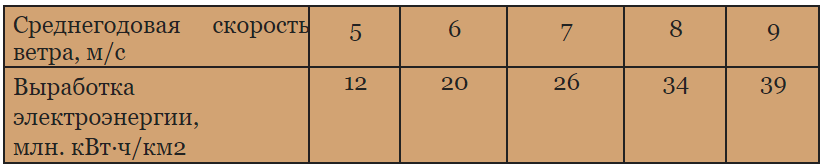 Среднегодовая скорость ветра, м/с 5 6 7 8 9
Выработка электроэнергии, млн. кВт·ч/км2 12 20 26 34 39